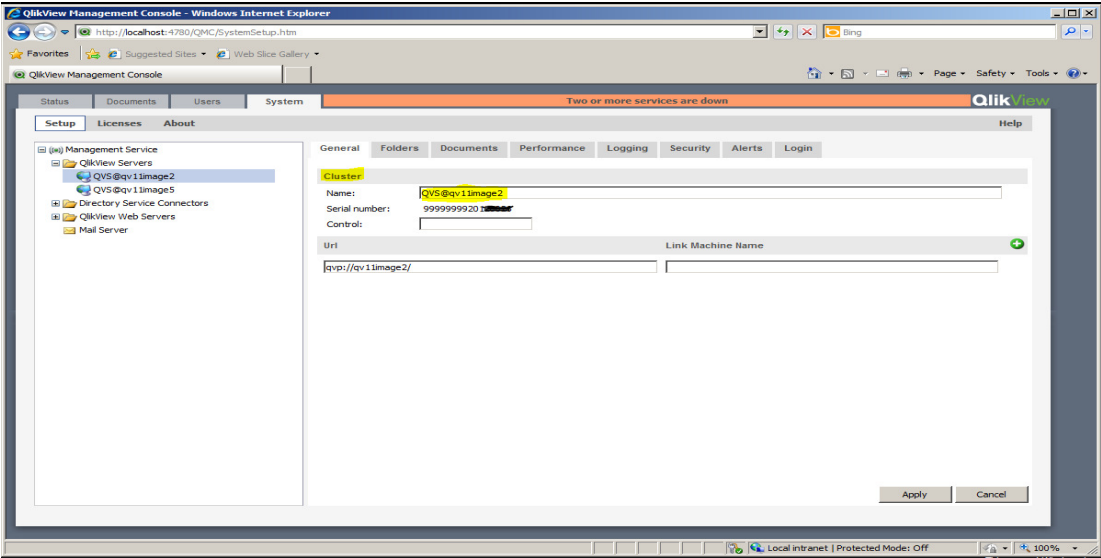 QlikView Management Console - Windows Internet Explorer
http://localhost:4780/QMC/SystemSetup.htm
Bing
Favorites Suggested Sites Web Slice Gallery
QlikView Management Console
Page Safety Tools
Status Documents Users System Two or more services are down QlikView
Setup Licenses About Help
Management Service
QlikView Servers
QVS@qv11image2
QVS@qv11image5
Directory Service Connectors
QlikView Web Servers
Mail Server
General Folders Documents Performance Logging Security Alerts Login
Cluster
Name: QVS@qv11image2
Serial number: 9999999920
Control:
Url Link Machine Name
qvp://qv11image2/
Apply Cancel
Local intranet | Protected Mode: Off 100%